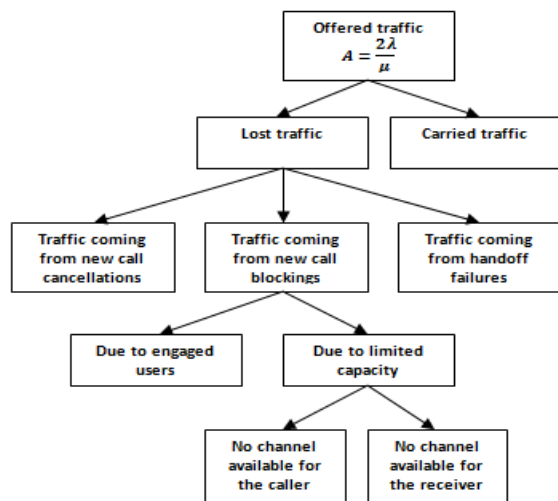 Offered traffic
A = 2λ/μ
Lost traffic
Carried traffic
Traffic coming
from new call
cancellations
Traffic coming
from new call
blockings
Traffic coming
from handoff
failures
Due to engaged
users
Due to limited
capacity
No channel
available for
the caller
No channel
available for
the receiver